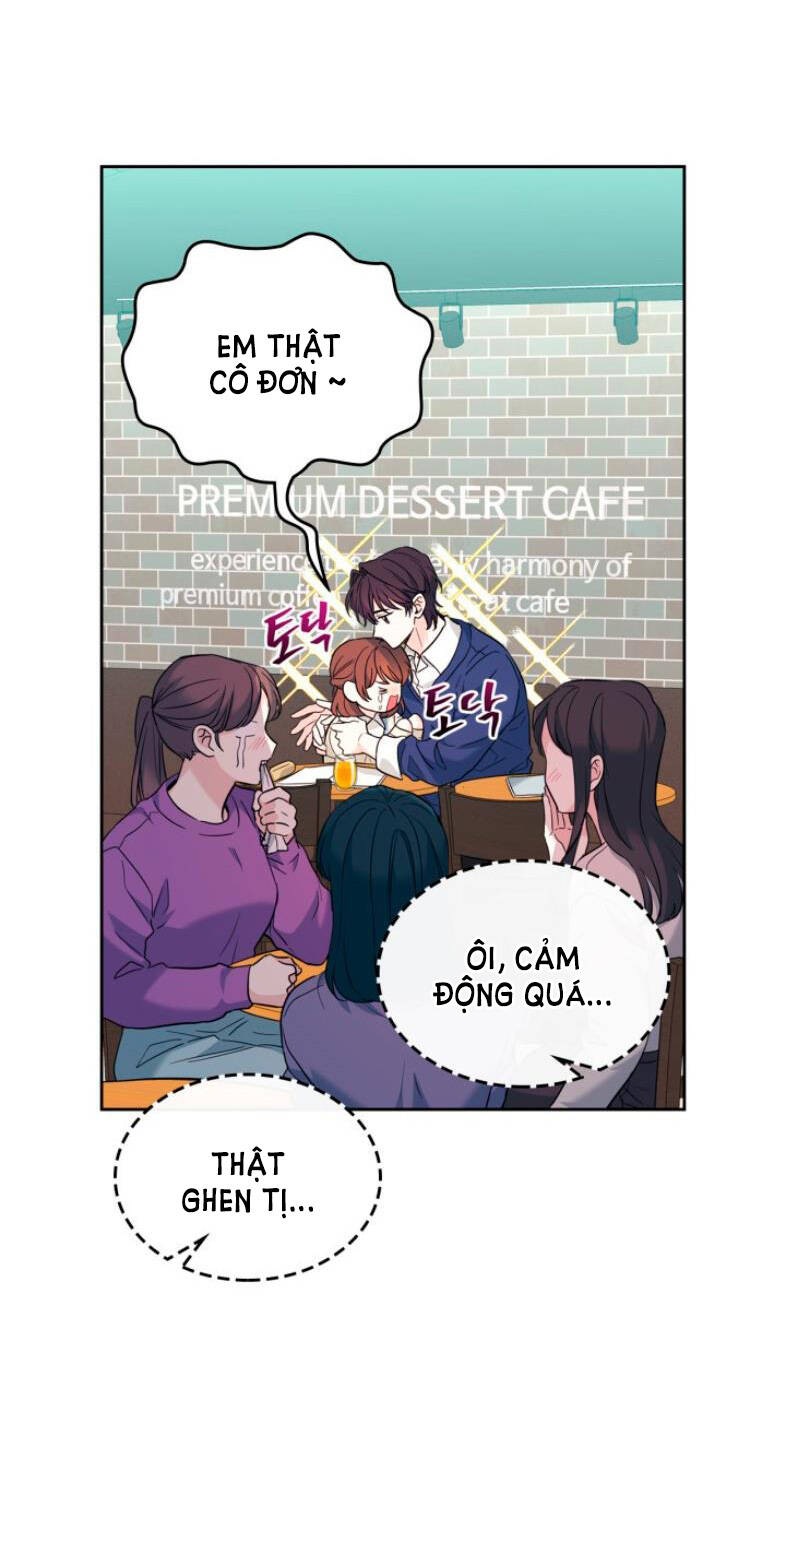 EM THẬT
CÔ ĐƠN ~
PREMIUM DESSERT CAFE
experience
harmony of
premium
at cafe
토닥
토닥
ÔI, CẢM
ĐỘNG QUÁ...
THẬT
GHEN TỊ...